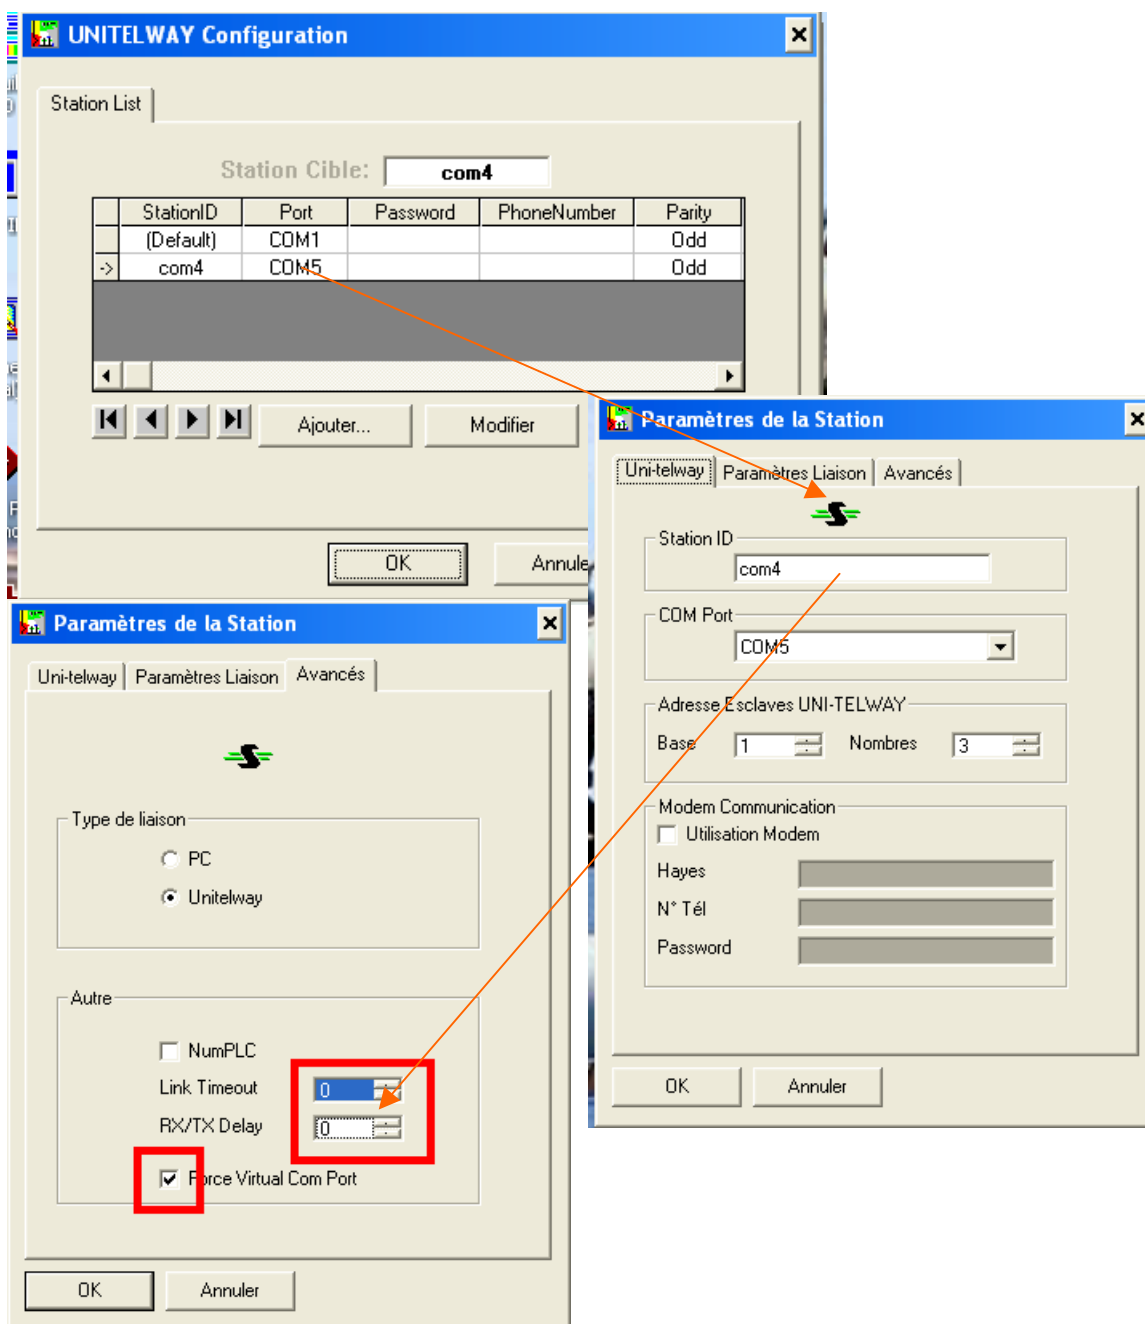 UNITELWAY Configuration
Station List
Station Cible: com4
StationID Port Password PhoneNumber Parity
(Default) COM1 Odd
-> com4 COM5 Odd
Ajouter... Modifier
OK Annule
Paramètres de la Station
Uni-telway Paramètres Liaison Avancés
Station ID
com4
COM Port
COM5
Adresse Esclaves UNI-TELWAY
Base 1 Nombres 3
Modem Communication
Utilisation Modem
Hayes
N° Tél
Password
OK Annuler
Paramètres de la Station
Uni-telway Paramètres Liaison Avancés
Type de liaison
PC
Unitelway
Autre
NumPLC
Link Timeout 0
RX/TX Delay 0
Force Virtual Com Port
OK Annuler